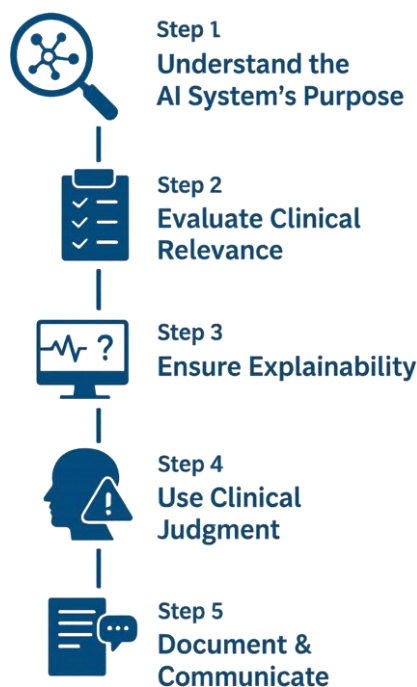 Step 1
Understand the
AI System's Purpose
Step 2
Evaluate Clinical
Relevance
Step 3
?
Ensure Explainability
Step 4
!
Use Clinical
Judgment
Step 5
Document &
Communicate